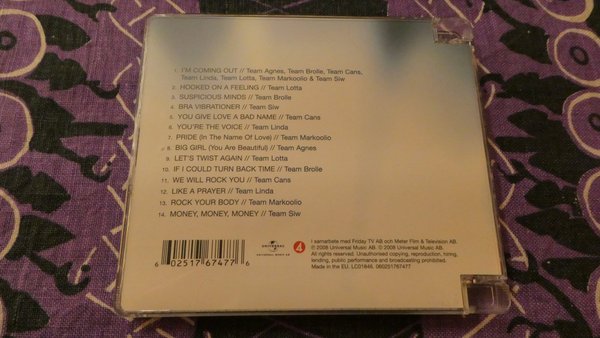 1. I'M COMING OUT // Team Agnes, Team Brolle, Team Cans,
Team Linda, Team Lotta, Team Markoolio & Team Siw
2. HOOKED ON A FEELING // Team Lotta
3. SUSPICIOUS MINDS // Team Brolle
4. BRA VIBRATIONER // Team Siw
5. YOU GIVE LOVE A BAD NAME // Team Cans
6. YOU'RE THE VOICE // Team Linda
7. PRIDE (In The Name Of Love) // Team Markoolio
8. BIG GIRL (You Are Beautiful) // Team Agnes
9. LET'S TWIST AGAIN // Team Lotta
10. IF I COULD TURN BACK TIME // Team Brolle
11. WE WILL ROCK YOU // Team Cans
12. LIKE A PRAYER // Team Linda
13. ROCK YOUR BODY // Team Markoolio
14. MONEY, MONEY, MONEY // Team Siw
6 02517 67477 6
UNIVERSAL
UNIVERSAL MUSIC AB
4
I samarbete med Friday TV AB och Meter Film & Television AB.
℗ 2008 Universal Music AB. © 2008 Universal Music AB.
All rights reserved. Unauthorised copying, reproduction, hiring,
lending, public performance and broadcasting prohibited.
Made in the EU. LC01846. 060251767477